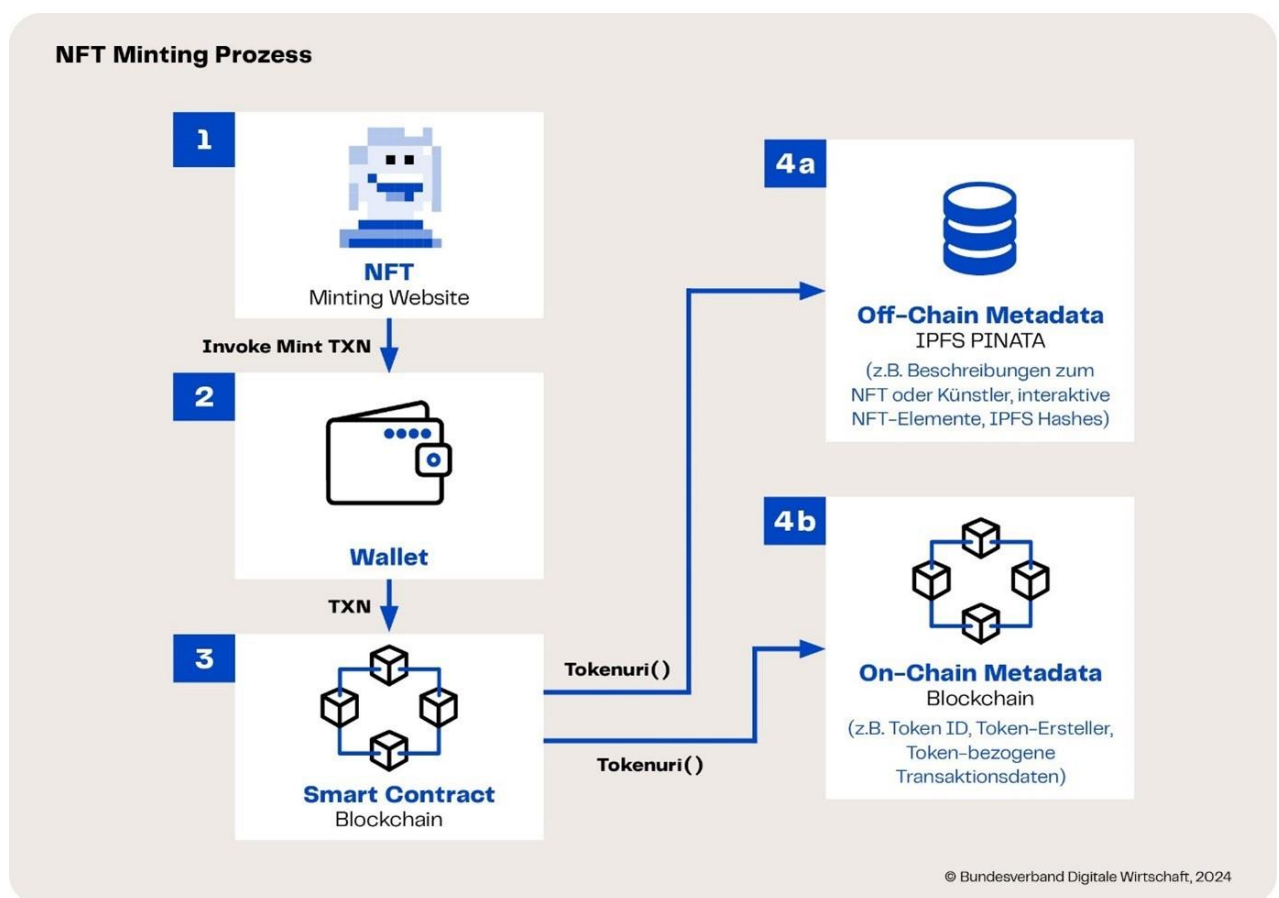 NFT Minting Prozess
1
NFT
Minting Website
Invoke Mint TXN
2
Wallet
TXN
3
Smart Contract
Blockchain
Tokenuri()
Tokenuri()
4a
Off-Chain Metadata
IPFS PINATA
(z.B. Beschreibungen zum
NFT oder Künstler, interaktive
NFT-Elemente, IPFS Hashes)
4b
On-Chain Metadata
Blockchain
(z.B. Token ID, Token-Ersteller,
Token-bezogene
Transaktionsdaten)
© Bundesverband Digitale Wirtschaft, 2024